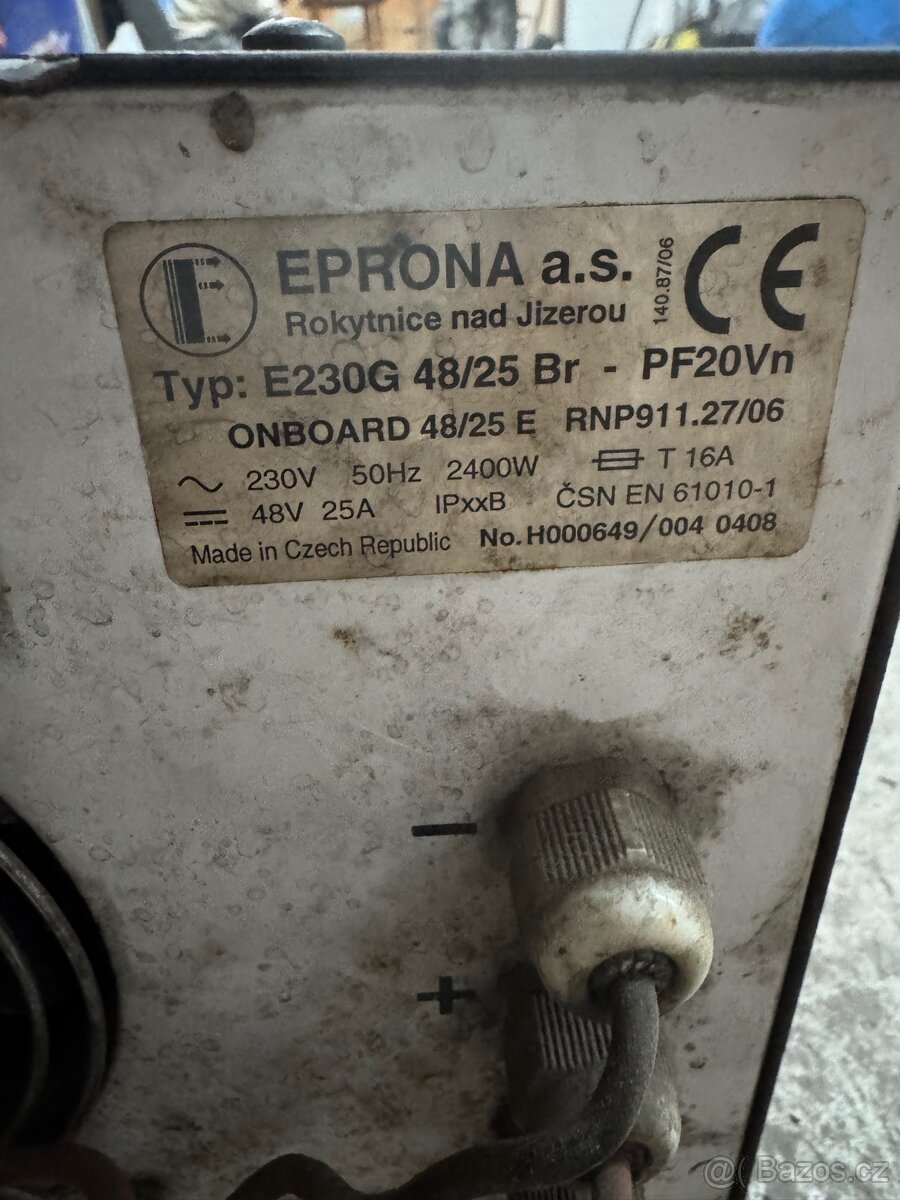 EPRONA a.s.
Rokytnice nad Jizerou
140.87/06
CE
Typ: E230G 48/25 Br - PF20Vn
ONBOARD 48/25 E RNP911.27/06
~ 230V 50Hz 2400W T 16A
48V 25A IPxxB ČSN EN 61010-1
Made in Czech Republic No. H000649/004 0408
−
+
@ Bazos.cz